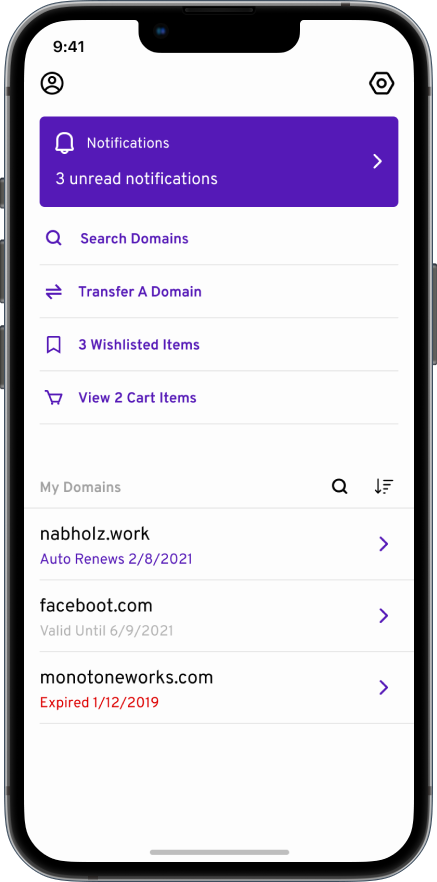 9:41
Notifications
3 unread notifications
Search Domains
Transfer A Domain
3 Wishlisted Items
View 2 Cart Items
My Domains
nabholz.work
Auto Renews 2/8/2021
faceboot.com
Valid Until 6/9/2021
monotoneworks.com
Expired 1/12/2019